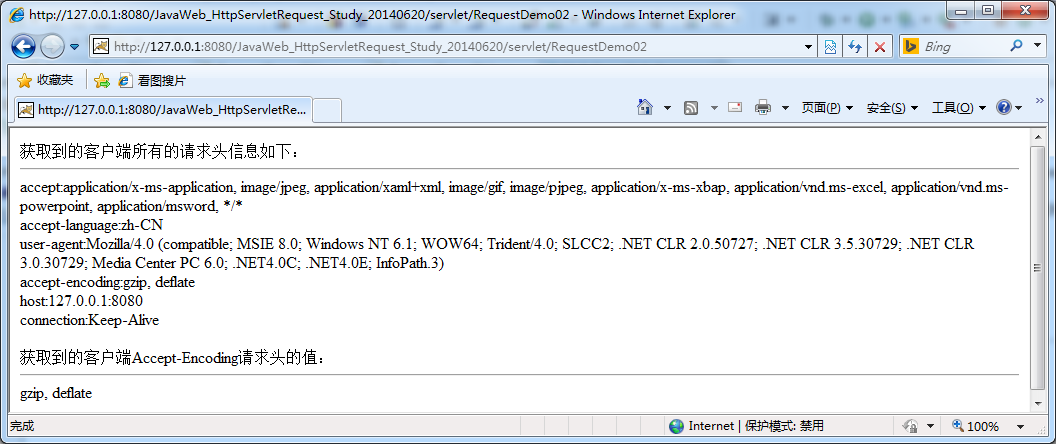 http://127.0.0.1:8080/JavaWeb_HttpServletRequest_Study_20140620/servlet/RequestDemo02 - Windows Internet Explorer
http://127.0.0.1:8080/JavaWeb_HttpServletRequest_Study_20140620/servlet/RequestDemo02
Bing
收藏夹
看图搜片
http://127.0.0.1:8080/JavaWeb_HttpServletRe...
页面(P)
安全(S)
工具(O)
获取到的客户端所有的请求头信息如下：
accept:application/x-ms-application, image/jpeg, application/xaml+xml, image/gif, image/pjpeg, application/x-ms-xbap, application/vnd.ms-excel, application/vnd.ms-
powerpoint, application/msword, */*
accept-language:zh-CN
user-agent:Mozilla/4.0 (compatible; MSIE 8.0; Windows NT 6.1; WOW64; Trident/4.0; SLCC2; .NET CLR 2.0.50727; .NET CLR 3.5.30729; .NET CLR
3.0.30729; Media Center PC 6.0; .NET4.0C; .NET4.0E; InfoPath.3)
accept-encoding:gzip, deflate
host:127.0.0.1:8080
connection:Keep-Alive
获取到的客户端Accept-Encoding请求头的值：
gzip, deflate
完成
Internet | 保护模式: 禁用
100%